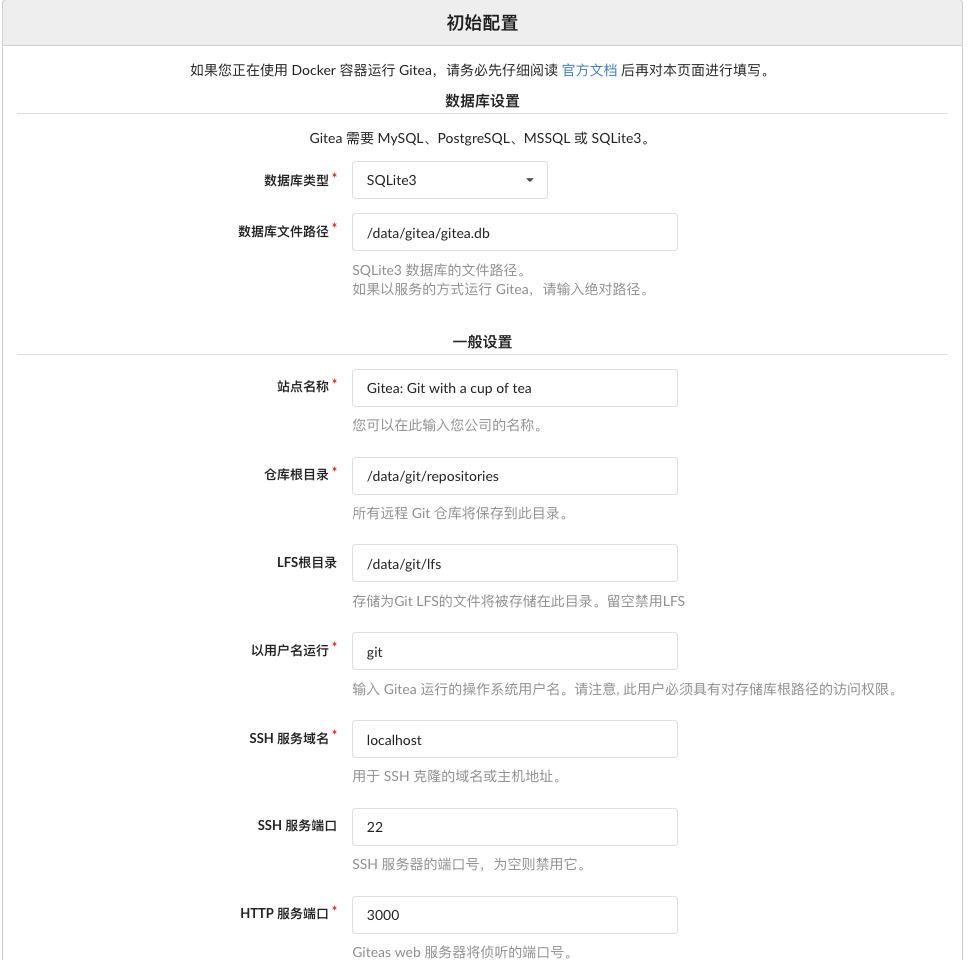 初始配置
如果您正在使用 Docker 容器运行 Gitea，请务必先仔细阅读 官方文档 后再对本页面进行填写。
数据库设置
Gitea 需要 MySQL、PostgreSQL、MSSQL 或 SQLite3。
数据库类型* SQLite3
数据库文件路径* /data/gitea/gitea.db
SQLite3 数据库的文件路径。
如果以服务的方式运行 Gitea，请输入绝对路径。
一般设置
站点名称* Gitea: Git with a cup of tea
您可以在此输入您公司的名称。
仓库根目录* /data/git/repositories
所有远程 Git 仓库将保存到此目录。
LFS根目录 /data/git/lfs
存储为Git LFS的文件将被存储在此目录。留空禁用LFS
以用户名运行* git
输入 Gitea 运行的操作系统用户名。请注意, 此用户必须具有对存储库根路径的访问权限。
SSH 服务域名* localhost
用于 SSH 克隆的域名或主机地址。
SSH 服务端口 22
SSH 服务器的端口号，为空则禁用它。
HTTP 服务端口* 3000
Giteas web 服务器将侦听的端口号。